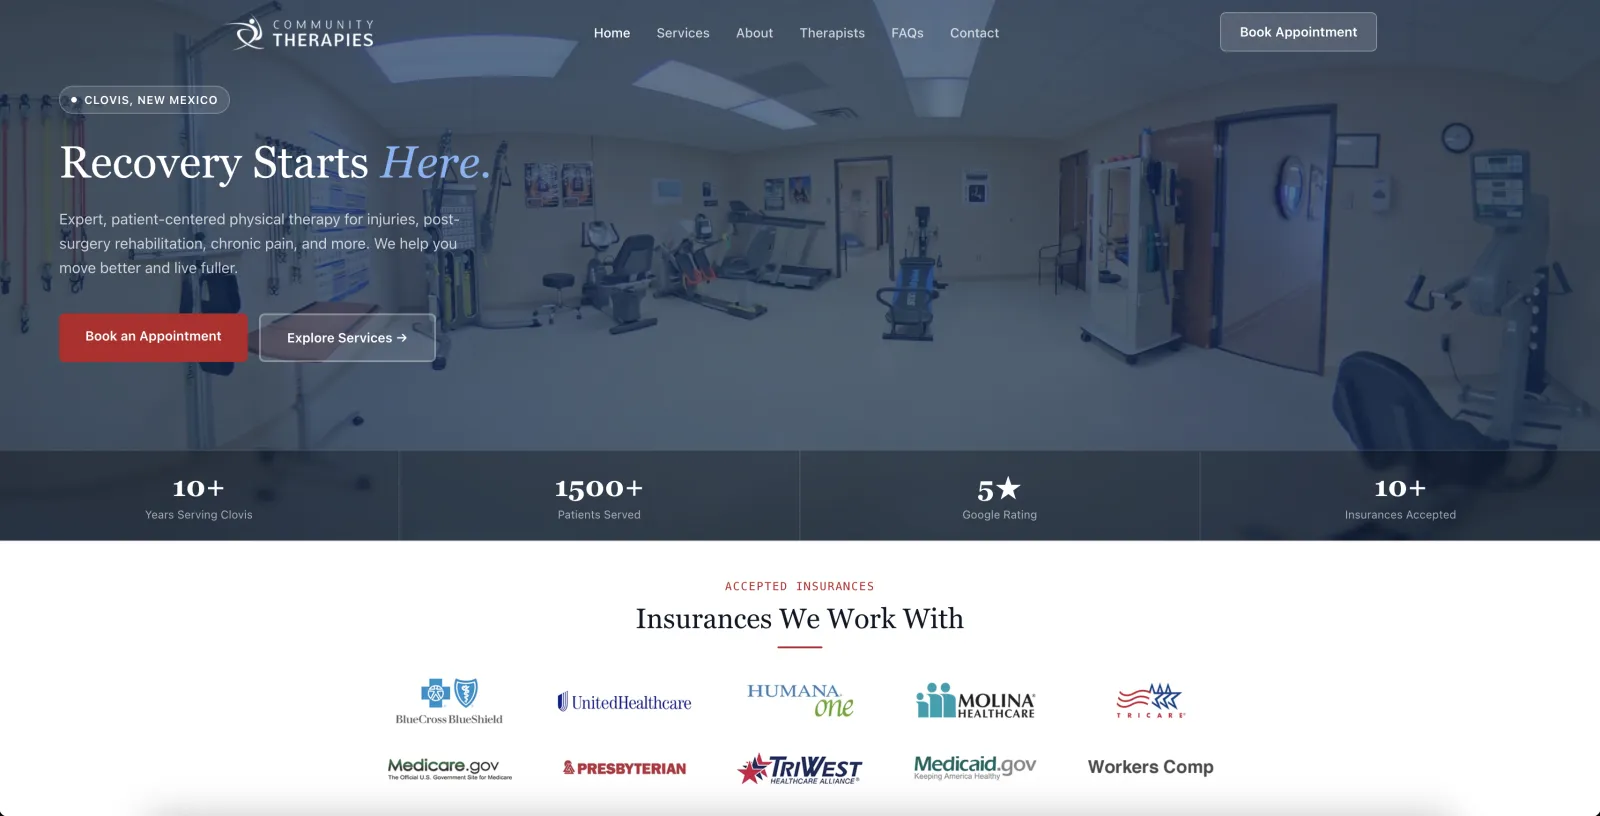 COMMUNITY
THERAPIES
Home
Services
About
Therapists
FAQs
Contact
Book Appointment
CLOVIS, NEW MEXICO
Recovery Starts Here.
Expert, patient-centered physical therapy for injuries, post-
surgery rehabilitation, chronic pain, and more. We help you
move better and live fuller.
Book an Appointment
Explore Services →
10+
Years Serving Clovis
1500+
Patients Served
5★
Google Rating
10+
Insurances Accepted
ACCEPTED INSURANCES
Insurances We Work With
BlueCross BlueShield
UnitedHealthcare
HUMANA
one
MOLINA
HEALTHCARE
TRICARE
Medicare.gov
The Official U.S. Government Site for Medicare
PRESBYTERIAN
TRIWEST
HEALTHCARE ALLIANCE
Medicaid.gov
Keeping America Healthy
Workers Comp